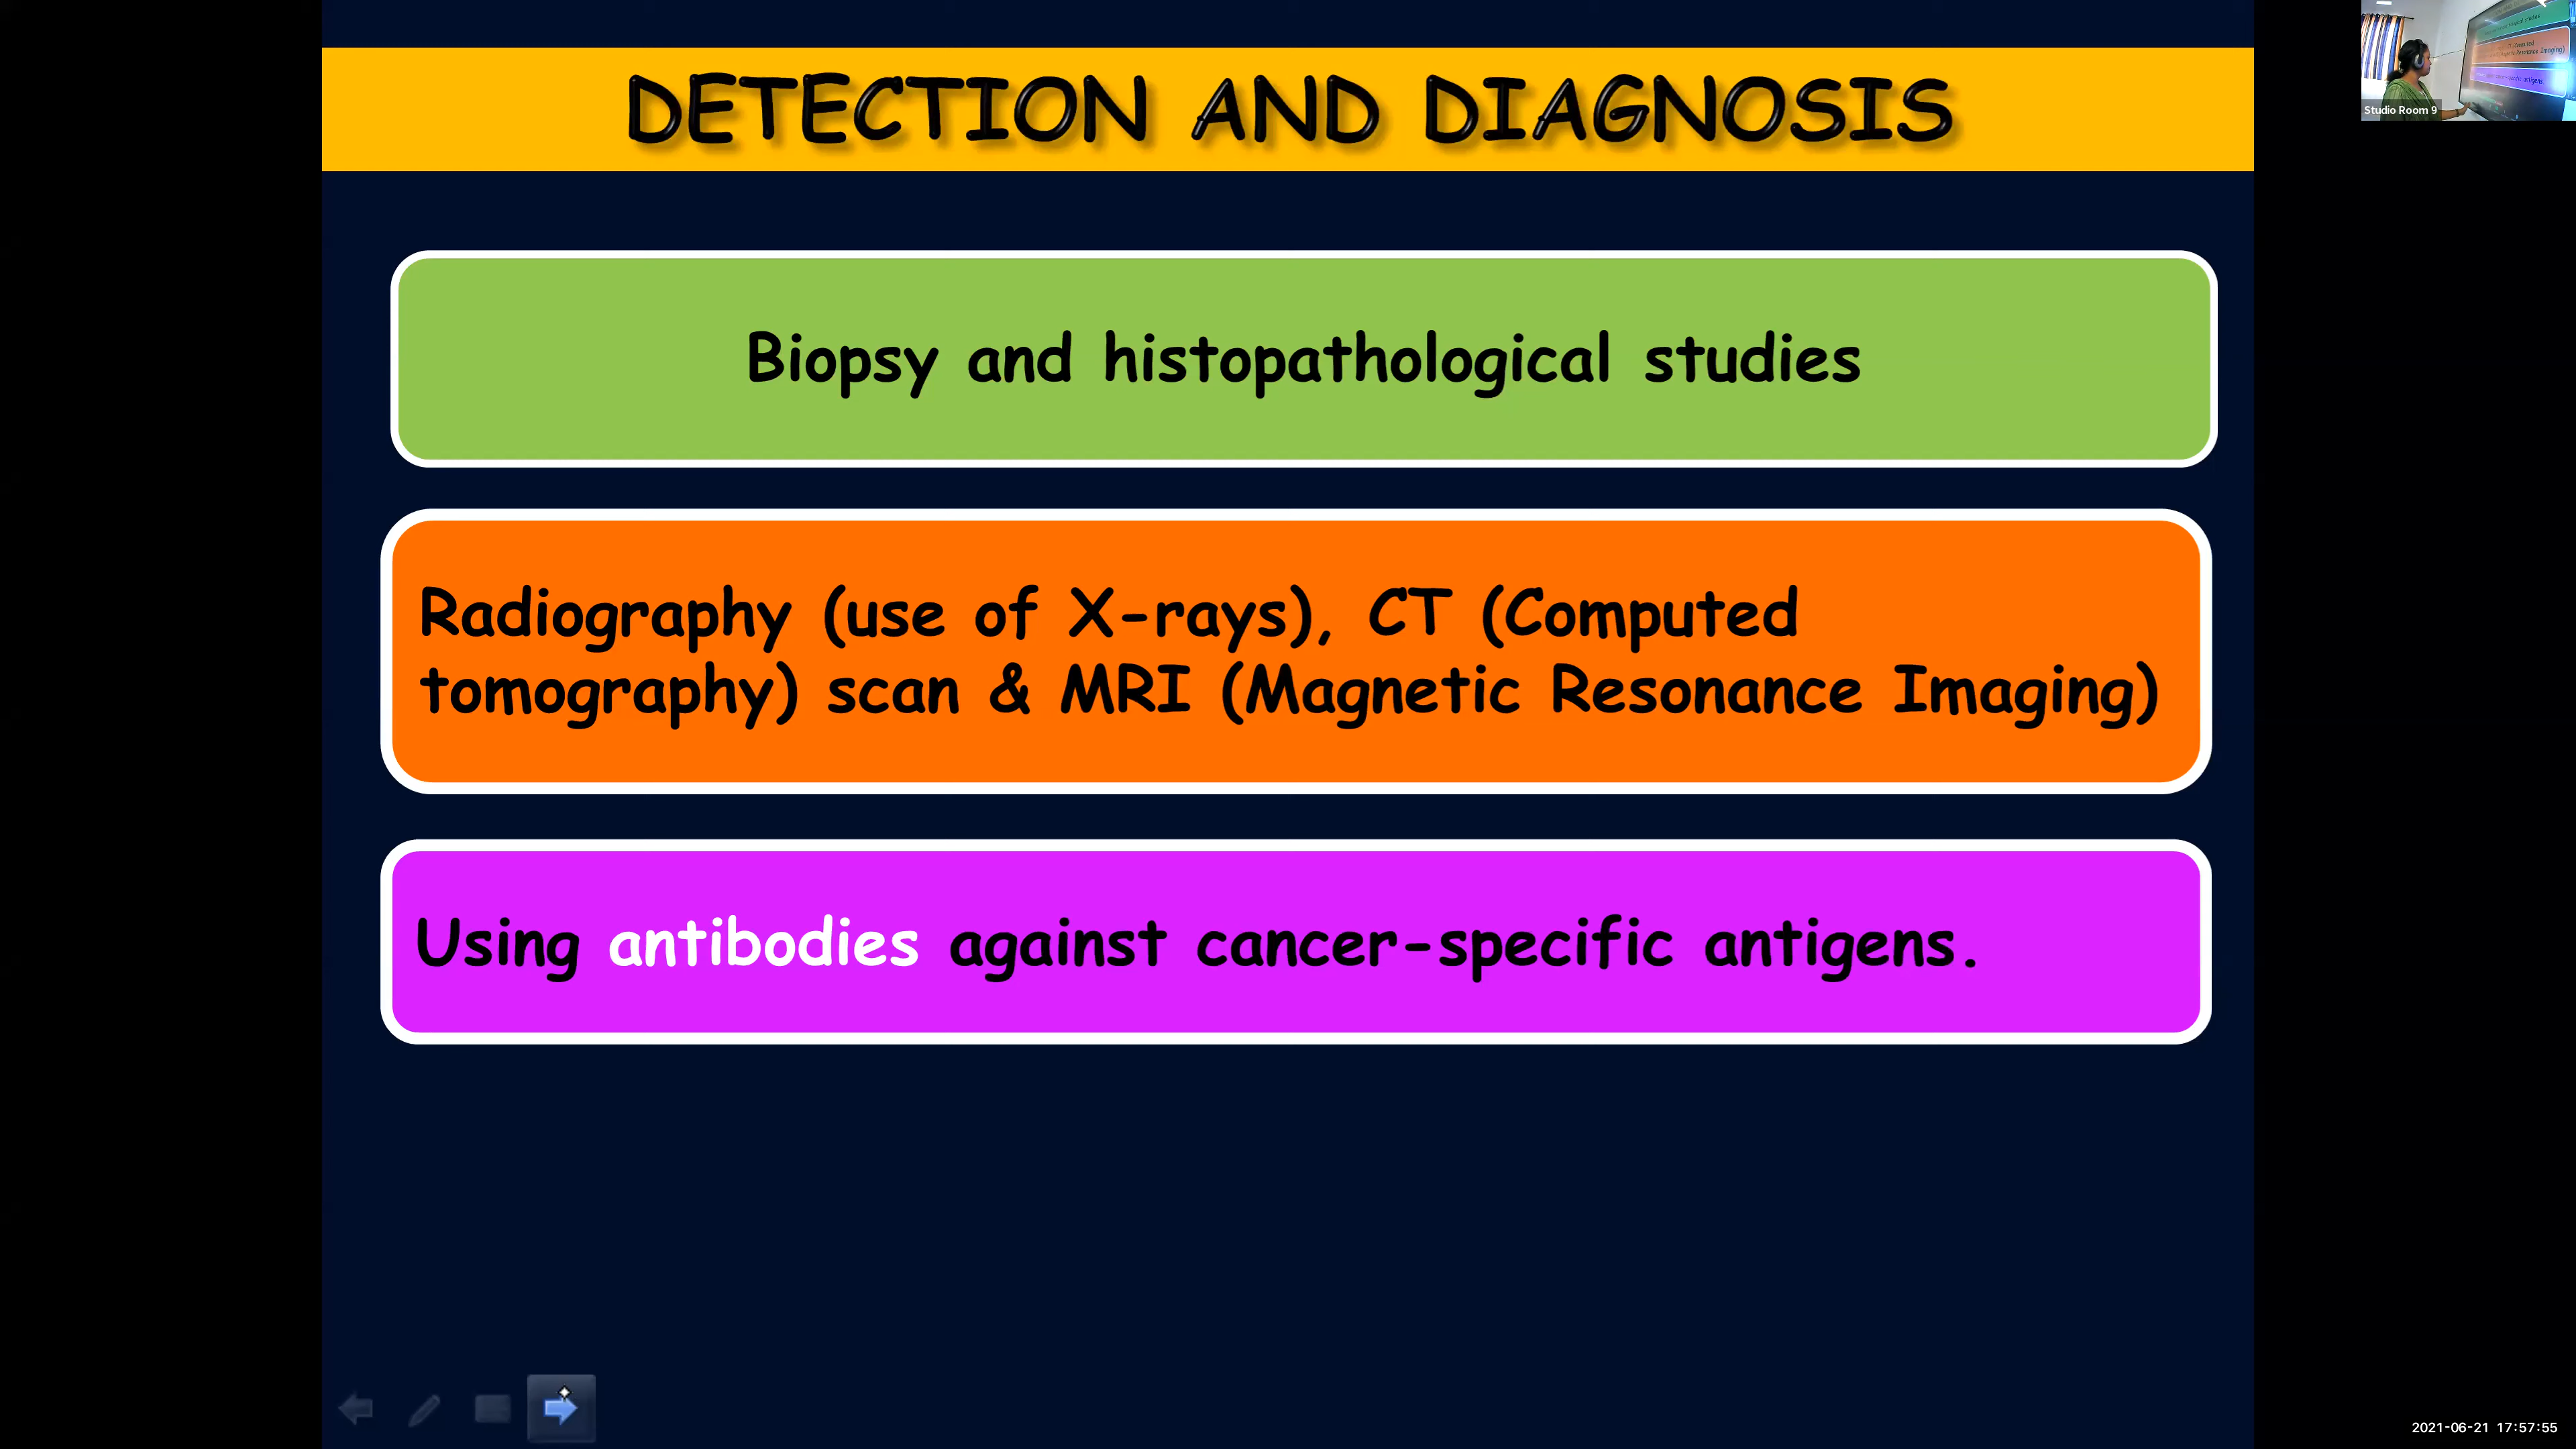 DETECTION AND DIAGNOSIS
Studio Room 9
Biopsy and histopathological studies
Radiography (use of X-rays), CT (Computed
tomography) scan & MRI (Magnetic Resonance Imaging)
Using antibodies against cancer-specific antigens.
2021-06-21 17:57:55